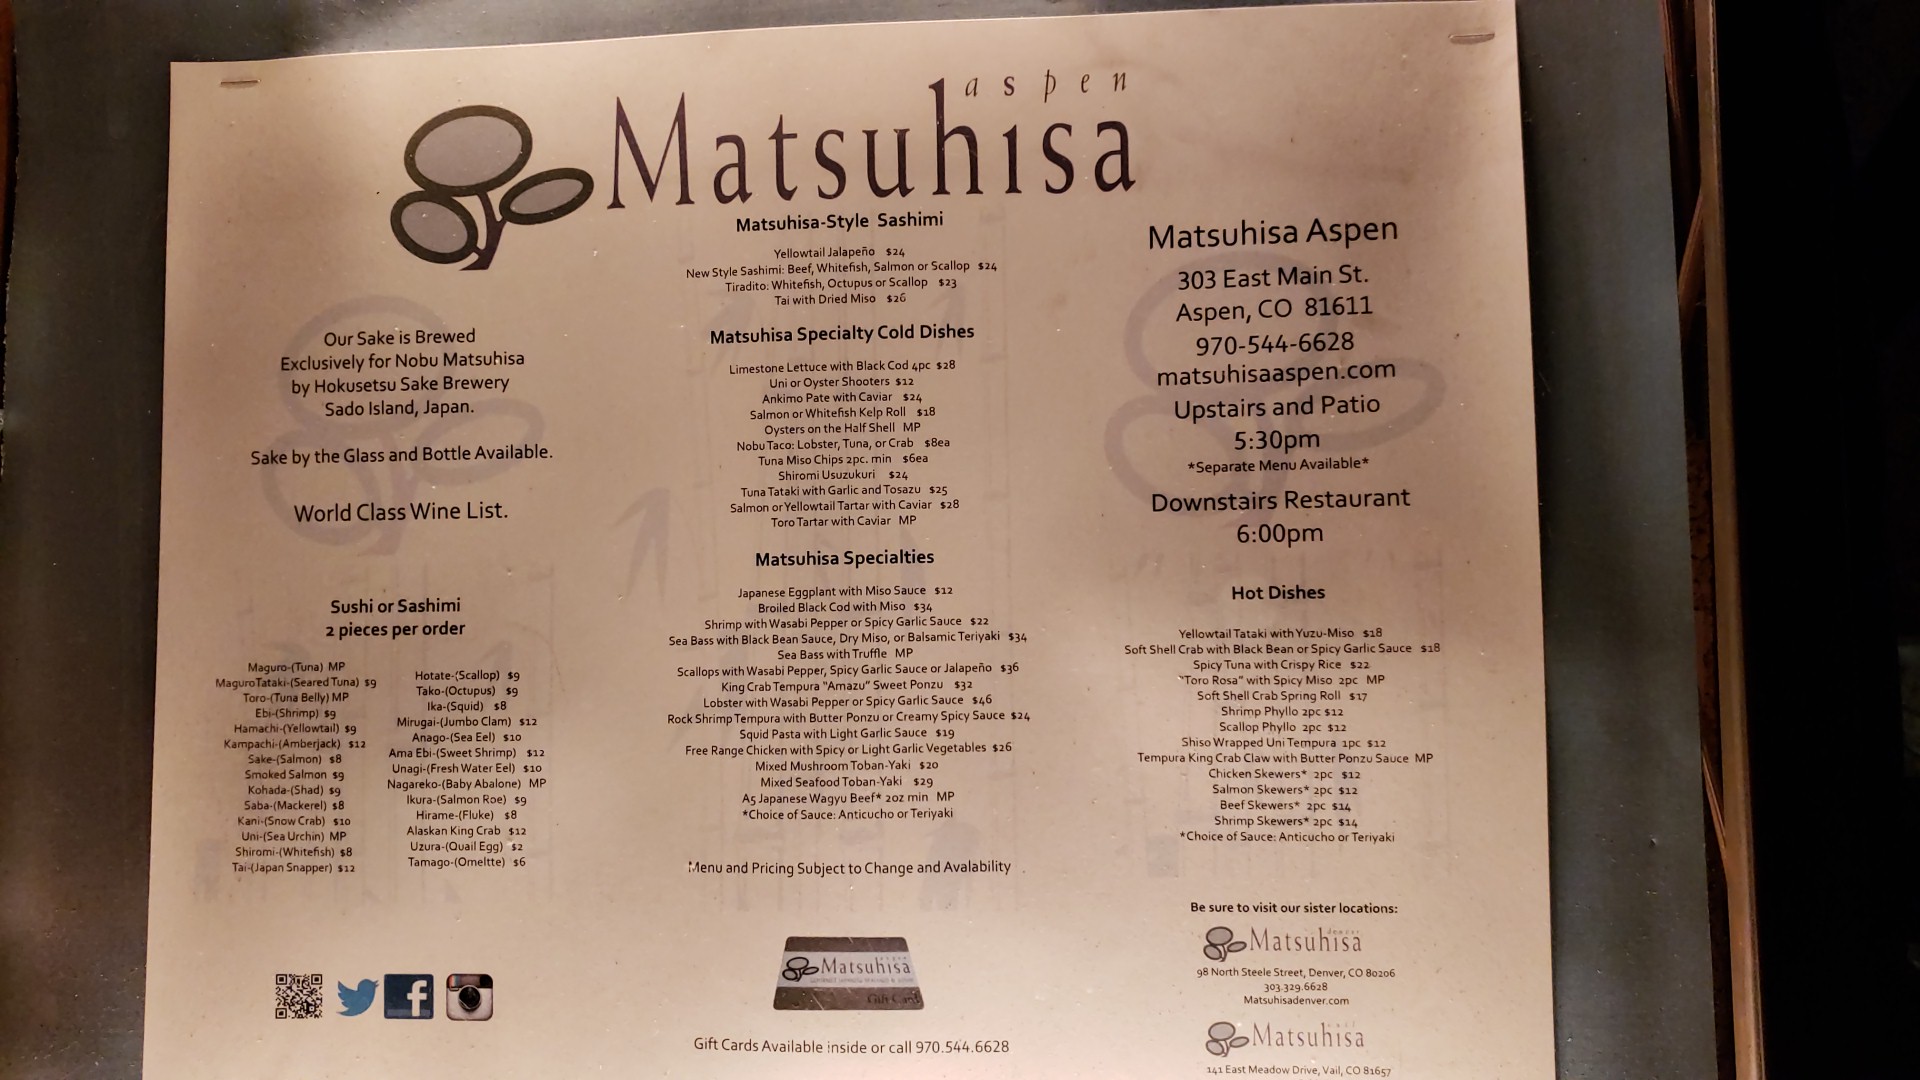 aspen
Matsuhisa
Our Sake is Brewed
Exclusively for Nobu Matsuhisa
by Hokusetsu Sake Brewery
Sado Island, Japan.
Sake by the Glass and Bottle Available.
World Class Wine List.
Sushi or Sashimi
2 pieces per order
Maguro-(Tuna) MP
Maguro Tataki-(Seared Tuna) $9
Toro-(Tuna Belly) MP
Ebi-(Shrimp) $9
Hamachi-(Yellowtail) $9
Kampachi-(Amberjack) $12
Sake-(Salmon) $8
Smoked Salmon $9
Kohada-(Shad) $9
Saba-(Mackerel) $8
Kani-(Snow Crab) $10
Uni-(Sea Urchin) MP
Shiromi-(Whitefish) $8
Tai-(Japan Snapper) $12
Hotate-(Scallop) $9
Tako-(Octupus) $9
Ika-(Squid) $8
Mirugai-(Jumbo Clam) $12
Anago-(Sea Eel) $10
Ama Ebi-(Sweet Shrimp) $12
Unagi-(Fresh Water Eel) $10
Nagareko-(Baby Abalone) MP
Ikura-(Salmon Roe) $9
Hirame-(Fluke) $8
Alaskan King Crab $12
Uzura-(Quail Egg) $2
Tamago-(Omeltte) $6
Matsuhisa-Style Sashimi
Yellowtail Jalapeño $24
New Style Sashimi: Beef, Whitefish, Salmon or Scallop $24
Tiradito: Whitefish, Octupus or Scallop $23
Tai with Dried Miso $26
Matsuhisa Specialty Cold Dishes
Limestone Lettuce with Black Cod 4pc $28
Uni or Oyster Shooters $12
Ankimo Pate with Caviar $24
Salmon or Whitefish Kelp Roll $18
Oysters on the Half Shell MP
Nobu Taco: Lobster, Tuna, or Crab $8ea
Tuna Miso Chips 2pc. min $6ea
Shiromi Usuzukuri $24
Tuna Tataki with Garlic and Tosazu $25
Salmon or Yellowtail Tartar with Caviar $28
Toro Tartar with Caviar MP
Matsuhisa Specialties
Japanese Eggplant with Miso Sauce $12
Broiled Black Cod with Miso $34
Shrimp with Wasabi Pepper or Spicy Garlic Sauce $22
Sea Bass with Black Bean Sauce, Dry Miso, or Balsamic Teriyaki $34
Sea Bass with Truffle MP
Scallops with Wasabi Pepper, Spicy Garlic Sauce or Jalapeño $36
King Crab Tempura "Amazu" Sweet Ponzu $32
Lobster with Wasabi Pepper or Spicy Garlic Sauce $46
Rock Shrimp Tempura with Butter Ponzu or Creamy Spicy Sauce $24
Squid Pasta with Light Garlic Sauce $19
Free Range Chicken with Spicy or Light Garlic Vegetables $26
Mixed Mushroom Toban-Yaki $20
Mixed Seafood Toban-Yaki $29
A5 Japanese Wagyu Beef* 2oz min MP
*Choice of Sauce: Anticucho or Teriyaki
Menu and Pricing Subject to Change and Avalability
Matsuhisa
Gift Card
Gift Cards Available inside or call 970.544.6628
Matsuhisa Aspen
303 East Main St.
Aspen, CO 81611
970-544-6628
matsuhisaaspen.com
Upstairs and Patio
5:30pm
*Separate Menu Available*
Downstairs Restaurant
6:00pm
Hot Dishes
Yellowtail Tataki with Yuzu-Miso $18
Soft Shell Crab with Black Bean or Spicy Garlic Sauce $18
Spicy Tuna with Crispy Rice $22
"Toro Rosa" with Spicy Miso 2pc MP
Soft Shell Crab Spring Roll $17
Shrimp Phyllo 2pc $12
Scallop Phyllo 2pc $12
Shiso Wrapped Uni Tempura 1pc $12
Tempura King Crab Claw with Butter Ponzu Sauce MP
Chicken Skewers* 2pc $12
Salmon Skewers* 2pc $12
Beef Skewers* 2pc $14
Shrimp Skewers* 2pc $14
*Choice of Sauce: Anticucho or Teriyaki
Be sure to visit our sister locations:
denver
Matsuhisa
98 North Steele Street, Denver, CO 80206
303.329.6628
Matsuhisadenver.com
Matsuhisa
141 East Meadow Drive, Vail, CO 81657